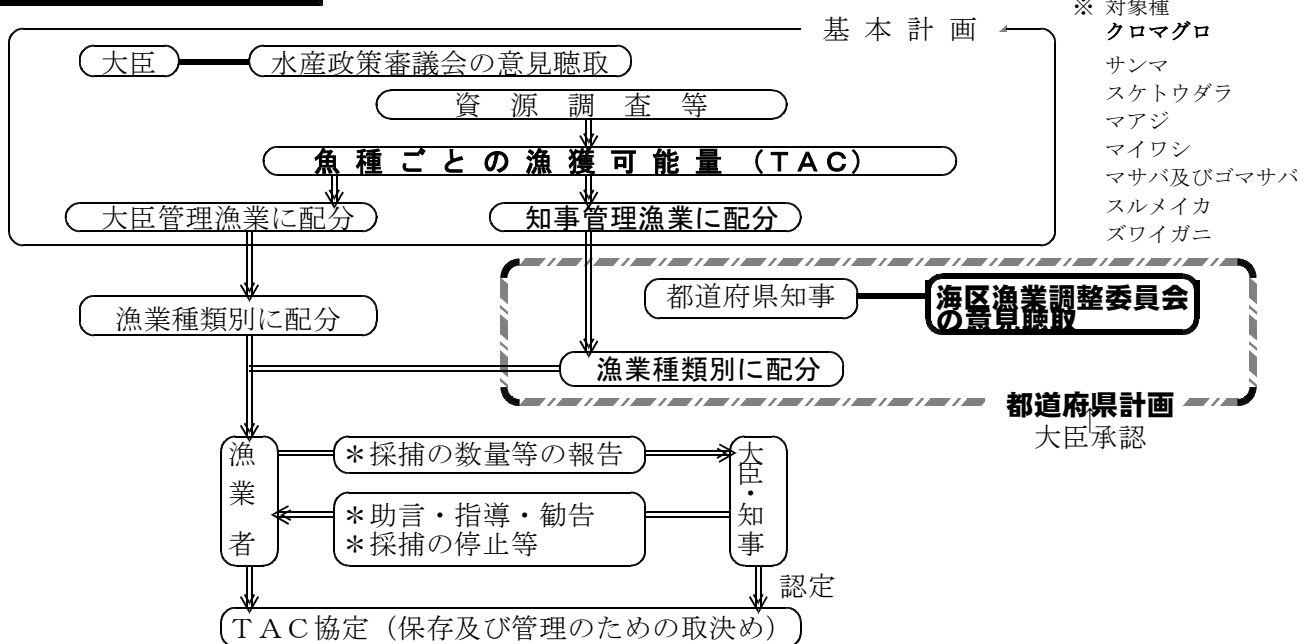 ※ 対象種
クロマグロ
サンマ
スケトウダラ
マアジ
マイワシ
マサバ及びゴマサバ
スルメイカ
ズワイガニ
基本計画
大臣
水産政策審議会の意見聴取
資源調査等
魚種ごとの漁獲可能量(TAC)
大臣管理漁業に配分
知事管理漁業に配分
都道府県知事
海区漁業調整委員会
の意見聴取
漁業種類別に配分
漁業種類別に配分
都道府県計画
大臣承認
漁業者
*採捕の数量等の報告
大臣・知事
*助言・指導・勧告
*採捕の停止等
認定
TAC協定(保存及び管理のための取決め)